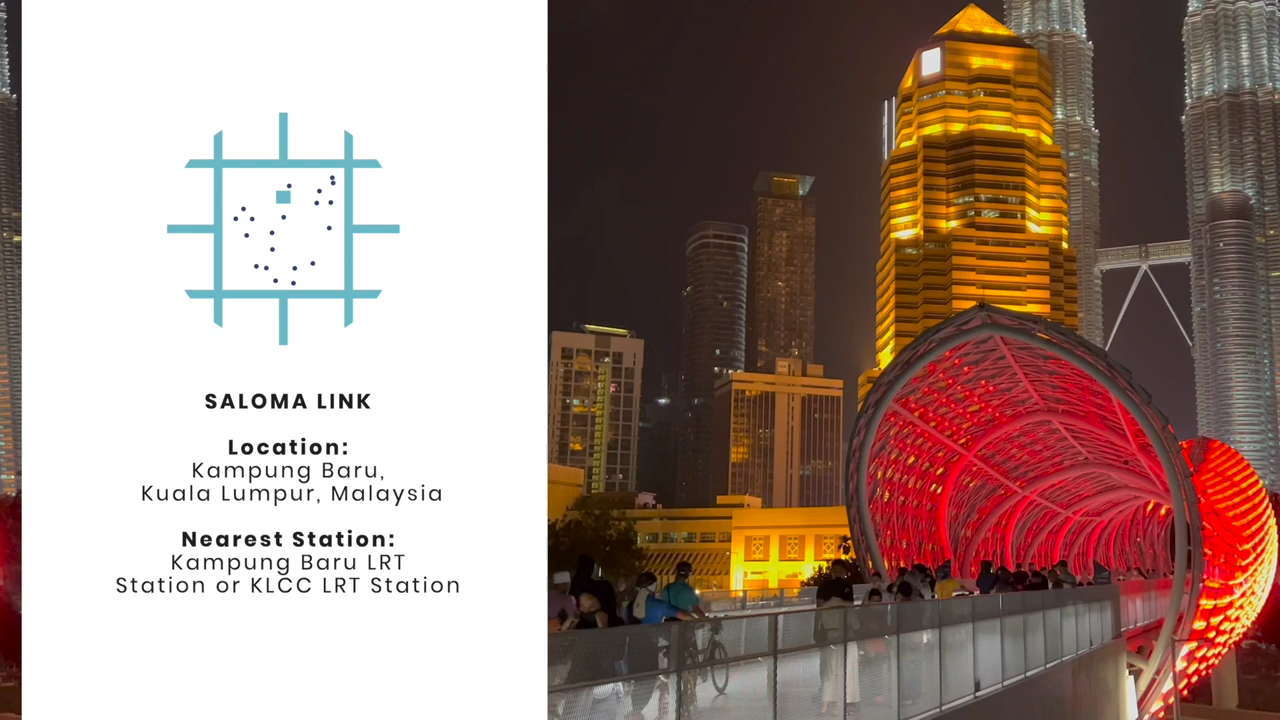 SALOMA LINK
Location:
Kampung Baru,
Kuala Lumpur, Malaysia
Nearest Station:
Kampung Baru LRT
Station or KLCC LRT Station